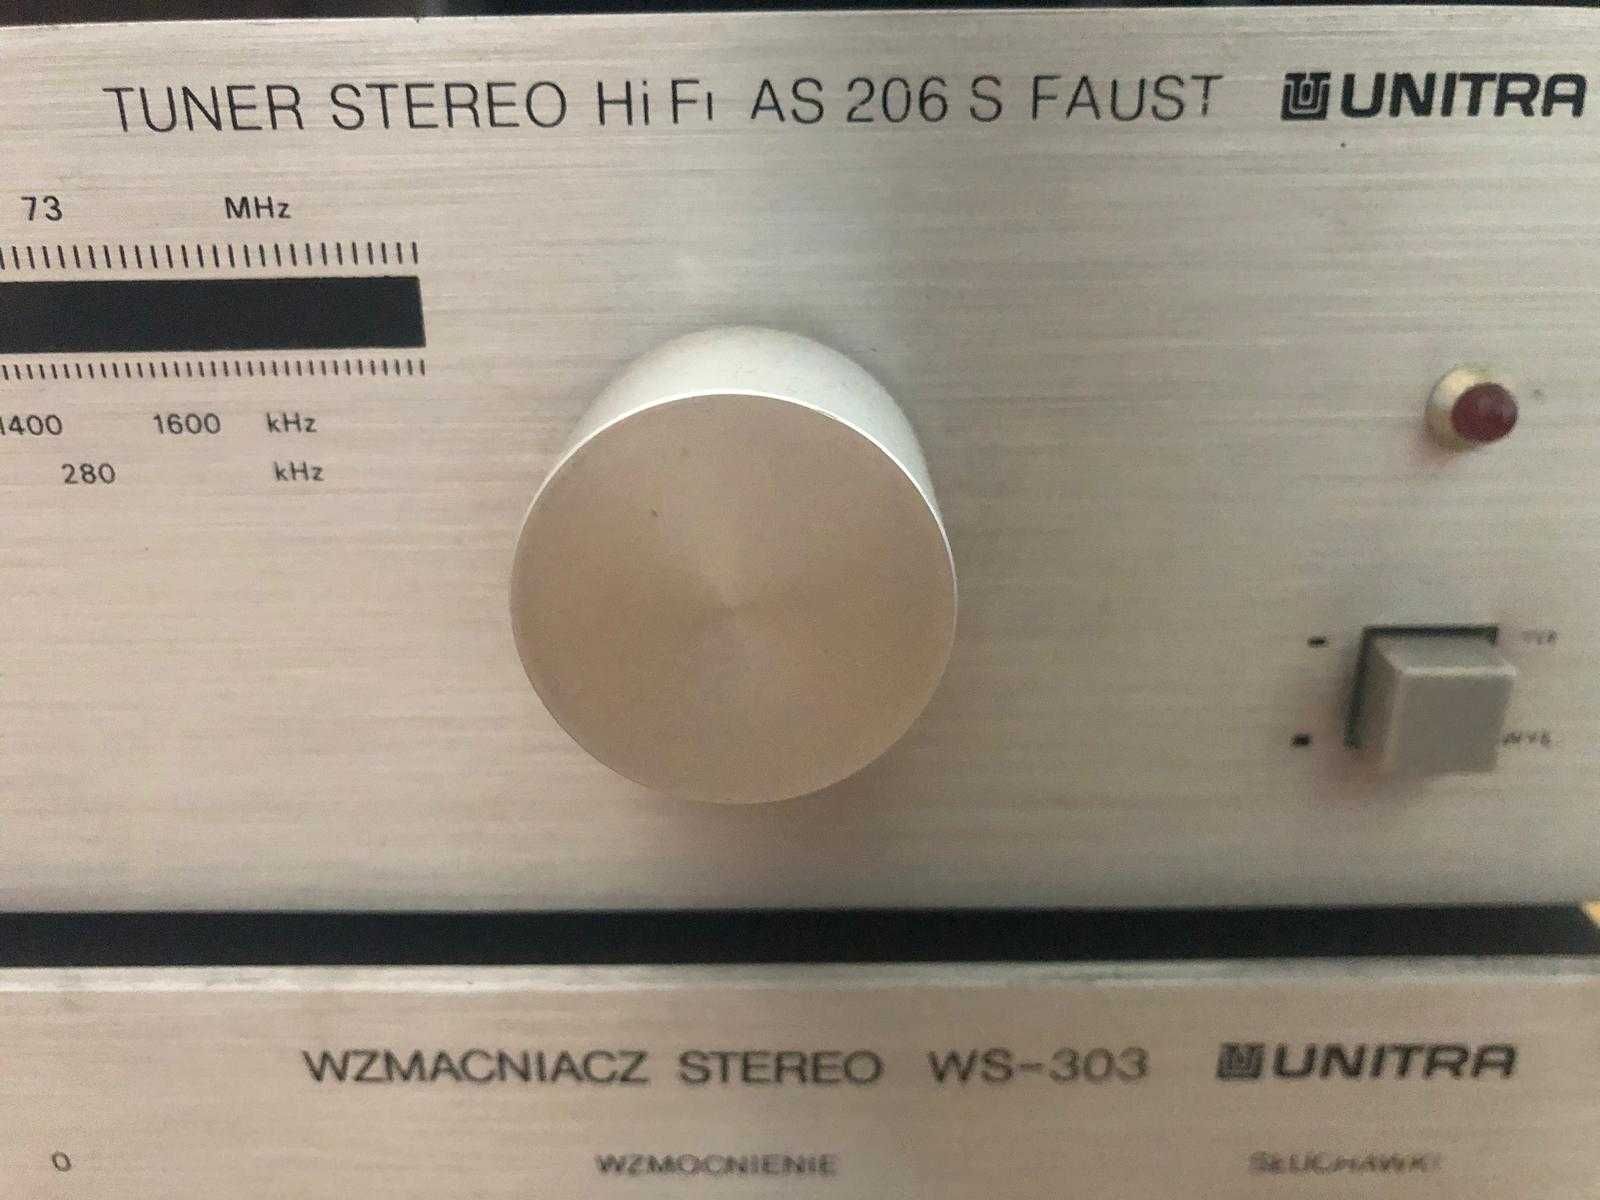 TUNER STEREO HiFi AS 206 S FAUST UNITRA
73 MHz
1400 1600 kHz
280 kHz
WZMACNIACZ STEREO WS-303 UNITRA
0 WZMOCNIENIE SŁUCHAWKI